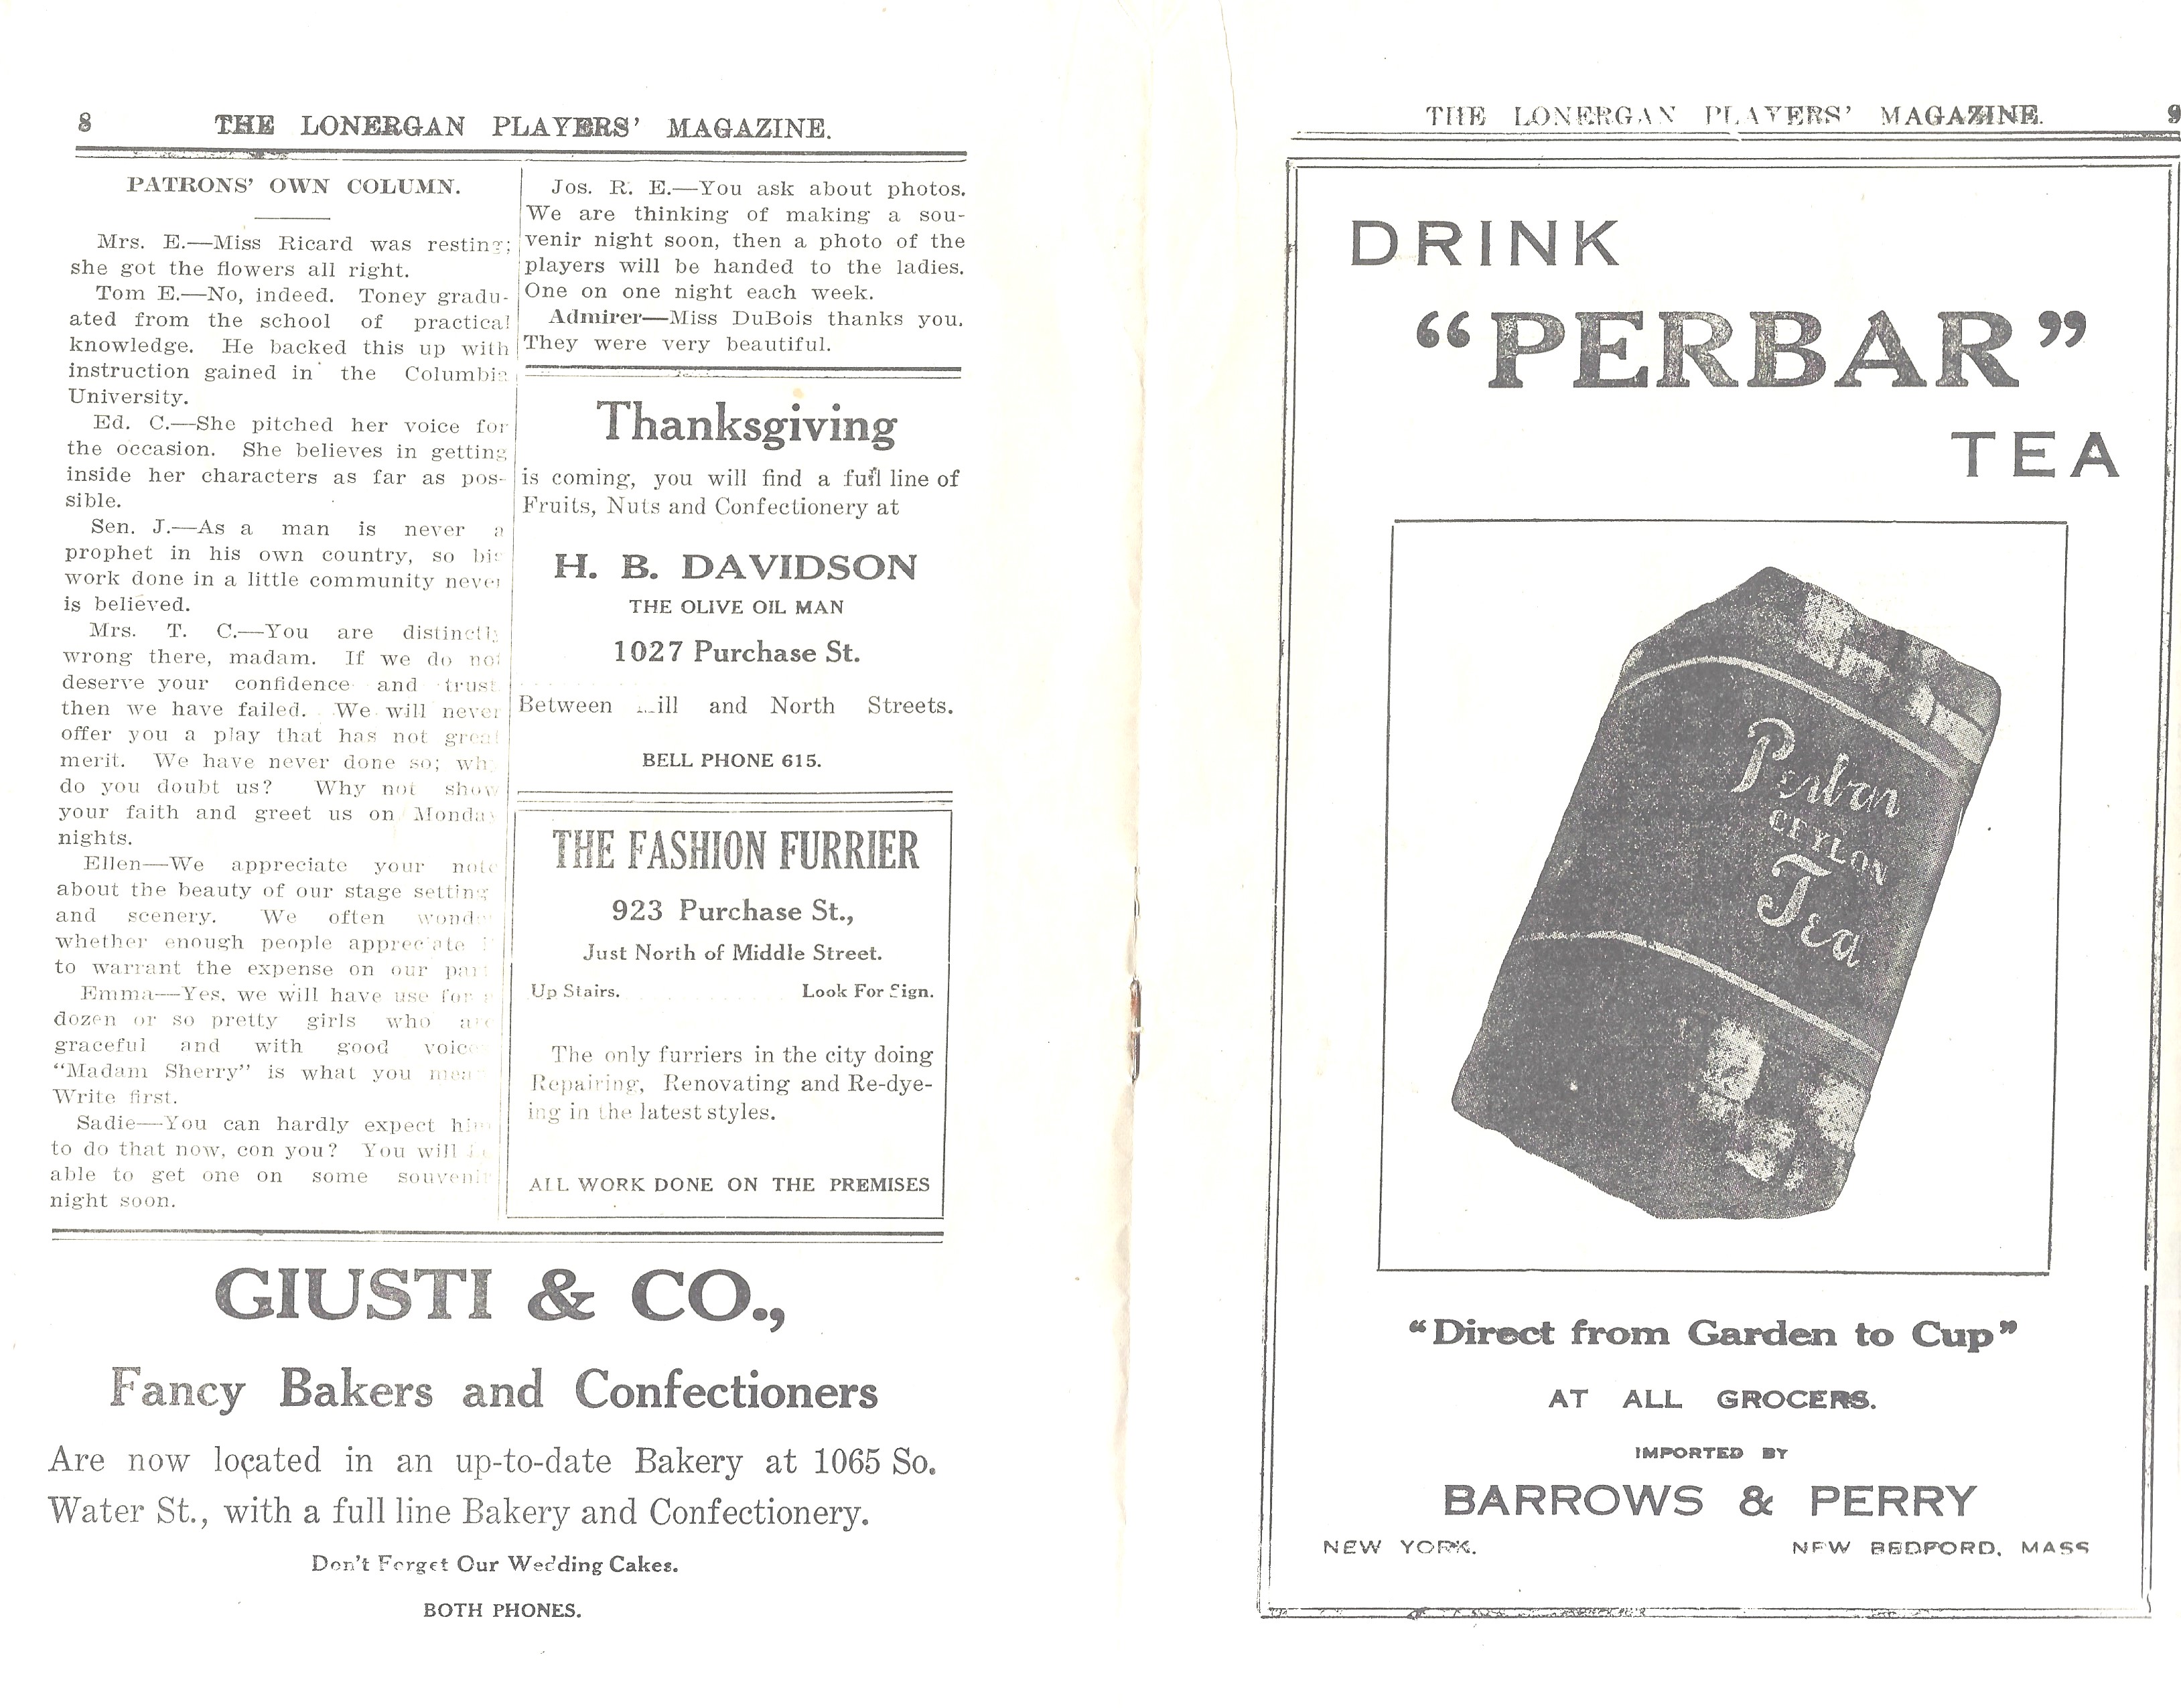 8 THE LONERGAN PLAYERS' MAGAZINE.
PATRONS' OWN COLUMN.
Mrs. E.—Miss Ricard was resting;
she got the flowers all right.
Tom E.—No, indeed. Toney gradu-
ated from the school of practical
knowledge. He backed this up with
instruction gained in the Columbia
University.
Ed. C.—She pitched her voice for
the occasion. She believes in getting
inside her characters as far as pos-
sible.
Sen. J.—As a man is never a
prophet in his own country, so his
work done in a little community never
is believed.
Mrs. T. C.—You are distinctly
wrong there, madam. If we do not
deserve your confidence and trust
then we have failed. We will never
offer you a play that has not great
merit. We have never done so; why
do you doubt us? Why not show
your faith and greet us on Monday
nights.
Ellen—We appreciate your note
about the beauty of our stage setting
and scenery. We often
whether enough people appreciate
to warrant the expense on our part
Emma—Yes, we will have use for a
dozen or so pretty girls who are
graceful and with good
"Madam Sherry" is what you mean
Write first.
Sadie—You can hardly expect him
to do that now, con you? You will be
able to get one on some souvenir
night soon.
Jos. R. E.—You ask about photos.
We are thinking of making a sou-
venir night soon, then a photo of the
players will be handed to the ladies.
One on one night each week.
Admirer—Miss DuBois thanks you.
They were very beautiful.
Thanksgiving
is coming, you will find a full line of
Fruits, Nuts and Confectionery at
H. B. DAVIDSON
THE OLIVE OIL MAN
1027 Purchase St.
Between and North Streets.
BELL PHONE 615.
THE FASHION FURRIER
923 Purchase St.,
Just North of Middle Street.
Up Stairs. Look For Sign.
The only furriers in the city doing
Repairing, Renovating and Re-dye-
ing in the latest styles.
ALL WORK DONE ON THE PREMISES
GIUSTI & CO.,
Fancy Bakers and Confectioners
Are now located in an up-to-date Bakery at 1065 So.
Water St., with a full line Bakery and Confectionery.
Don't Forget Our Wedding Cakes.
BOTH PHONES.
THE LONERGAN PLAYERS' MAGAZINE. 9
DRINK
"PERBAR"
TEA
Perbar
CEYLON
Tea
"Direct from Garden to Cup"
AT ALL GROCERS.
IMPORTED BY
BARROWS & PERRY
NEW YORK. NEW BEDFORD, MASS